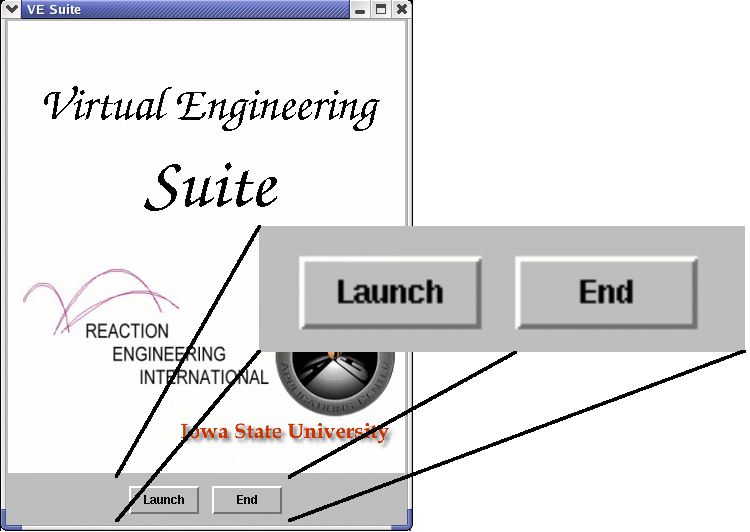 VE Suite
Virtual Engineering
Suite
Launch End
REACTION
ENGINEERING
INTERNATIONAL
APPLICATIONS CENTER
Iowa State University
Launch End